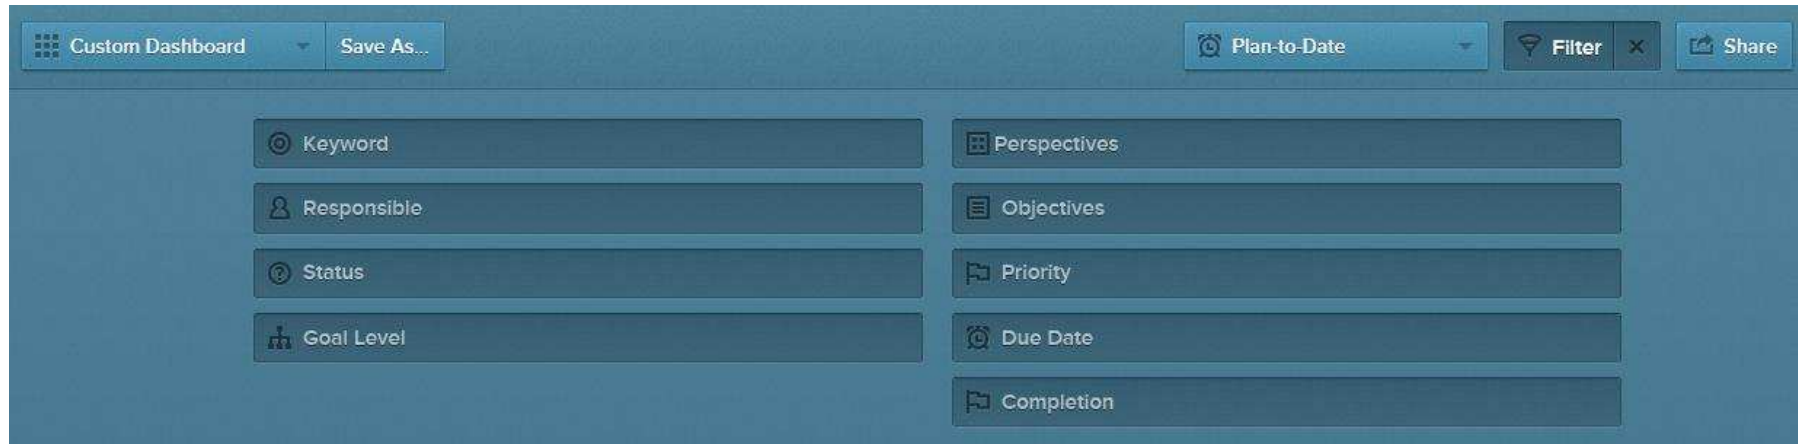 Custom Dashboard Save As... Plan-to-Date Filter × Share
Keyword Perspectives
Responsible Objectives
Status Priority
Goal Level Due Date
Completion